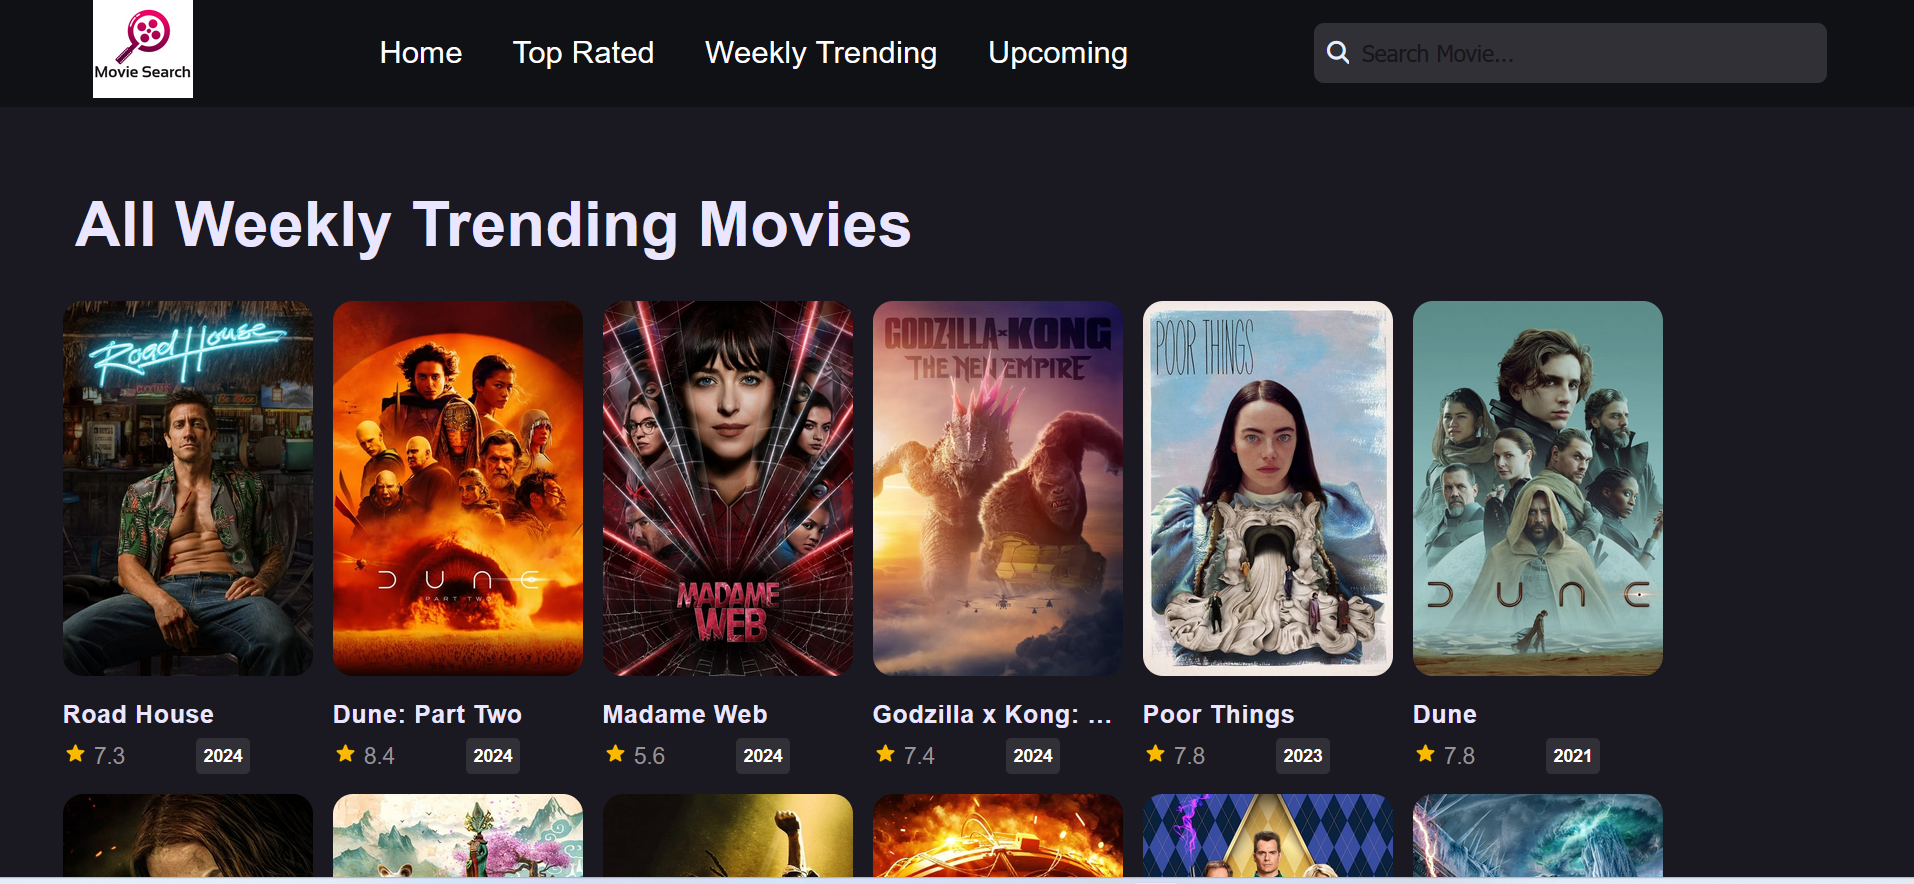 Movie Search
Home Top Rated Weekly Trending Upcoming
Search Movie...
All Weekly Trending Movies
Road House
DUNE
PART TWO
MADAME
WEB
GODZILLA x KONG
THE NEW EMPIRE
POOR THINGS
DUNE
Road House Dune: Part Two Madame Web Godzilla x Kong: ... Poor Things Dune
7.3 2024 8.4 2024 5.6 2024 7.4 2024 7.8 2023 7.8 2021